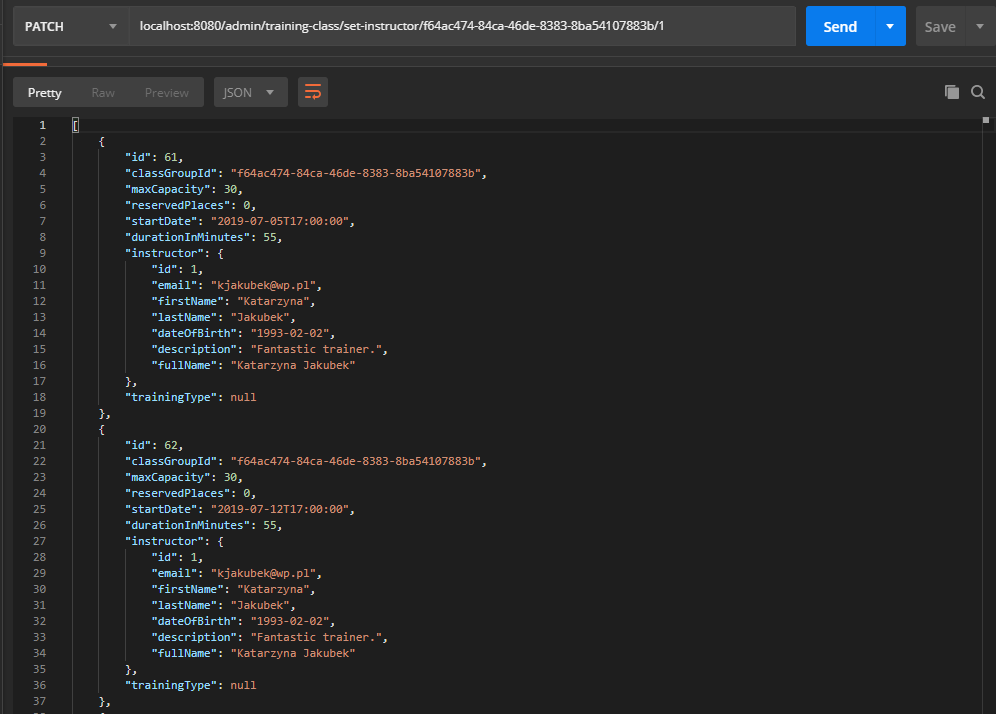 PATCH localhost:8080/admin/training-class/set-instructor/f64ac474-84ca-46de-8383-8ba54107883b/1 Send Save
Pretty Raw Preview JSON
1 [
2 {
3 "id": 61,
4 "classGroupId": "f64ac474-84ca-46de-8383-8ba54107883b",
5 "maxCapacity": 30,
6 "reservedPlaces": 0,
7 "startDate": "2019-07-05T17:00:00",
8 "durationInMinutes": 55,
9 "instructor": {
10 "id": 1,
11 "email": "kjakubek@wp.pl",
12 "firstName": "Katarzyna",
13 "lastName": "Jakubek",
14 "dateOfBirth": "1993-02-02",
15 "description": "Fantastic trainer.",
16 "fullName": "Katarzyna Jakubek"
17 },
18 "trainingType": null
19 },
20 {
21 "id": 62,
22 "classGroupId": "f64ac474-84ca-46de-8383-8ba54107883b",
23 "maxCapacity": 30,
24 "reservedPlaces": 0,
25 "startDate": "2019-07-12T17:00:00",
26 "durationInMinutes": 55,
27 "instructor": {
28 "id": 1,
29 "email": "kjakubek@wp.pl",
30 "firstName": "Katarzyna",
31 "lastName": "Jakubek",
32 "dateOfBirth": "1993-02-02",
33 "description": "Fantastic trainer.",
34 "fullName": "Katarzyna Jakubek"
35 },
36 "trainingType": null
37 },